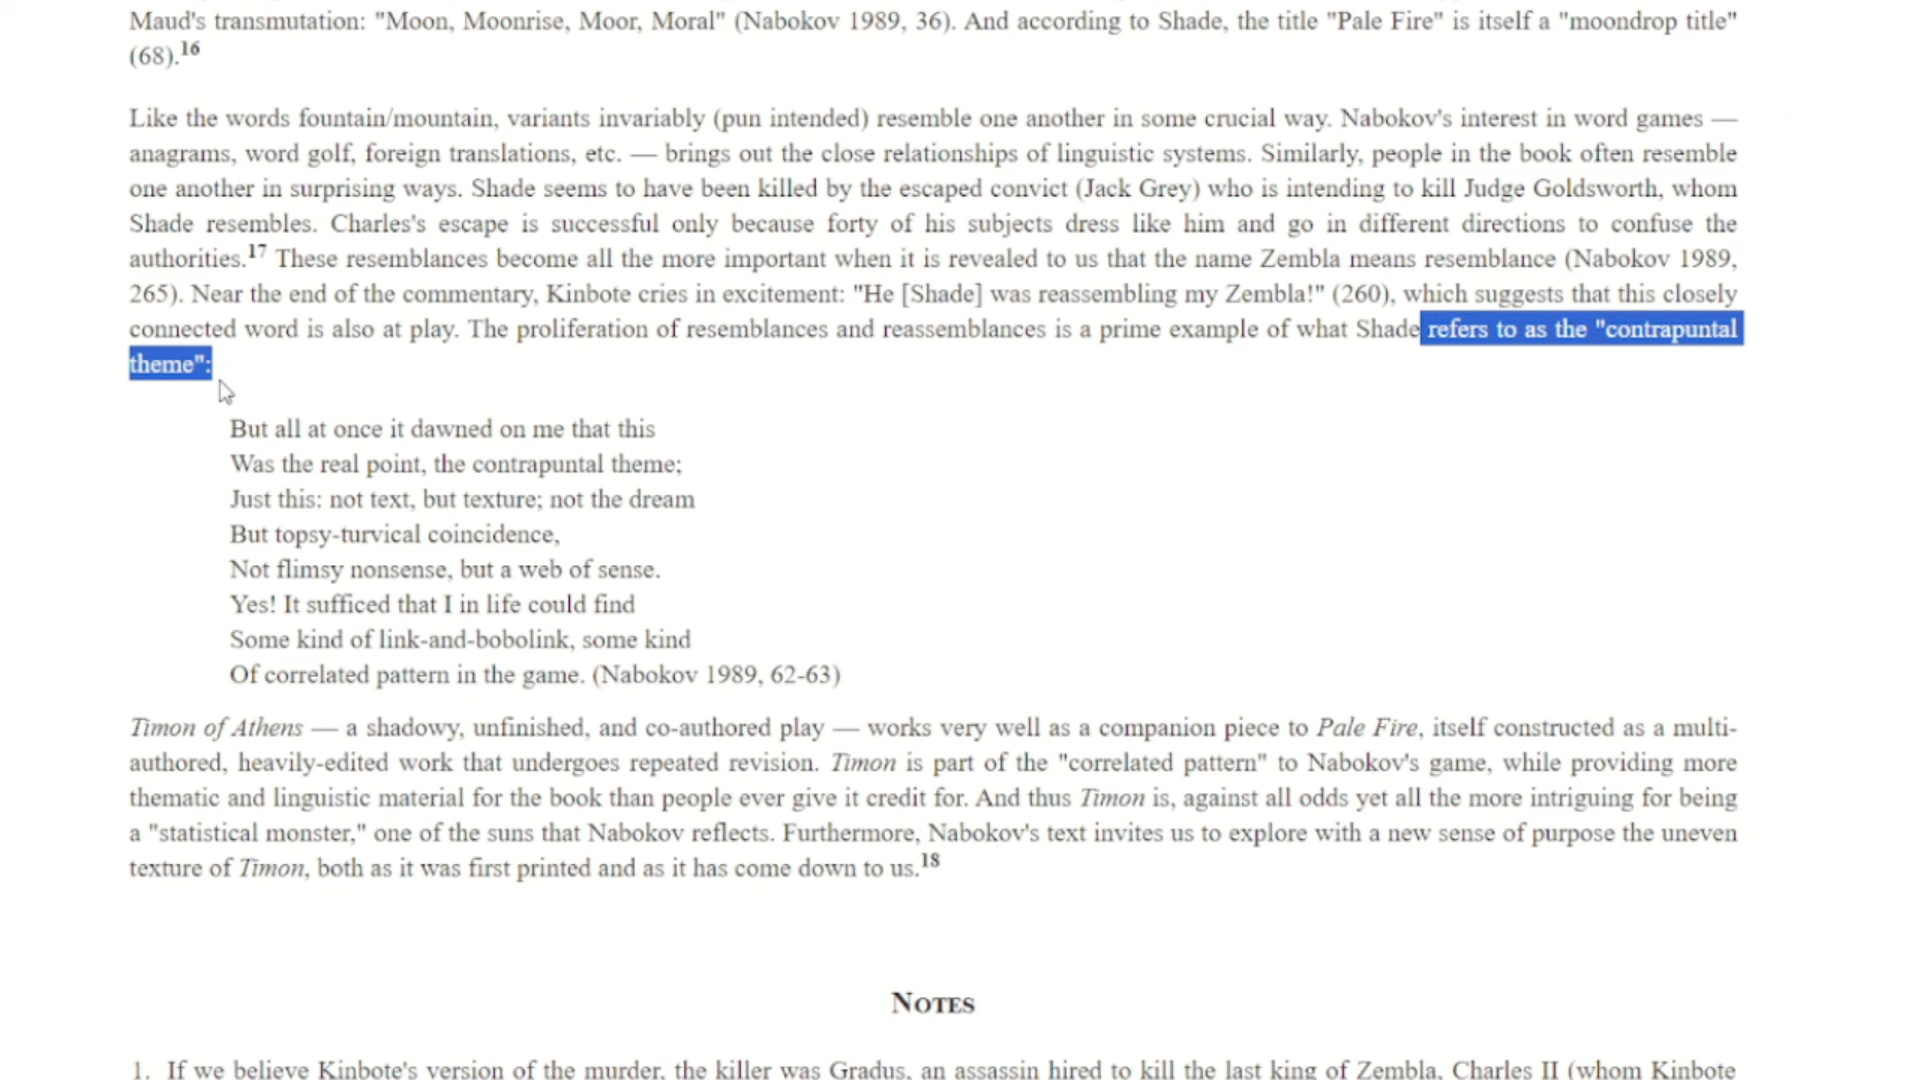 Maud's transmutation: "Moon, Moonrise, Moor, Moral" (Nabokov 1989, 36). And according to Shade, the title "Pale Fire" is itself a "moondrop title"
(68).16
Like the words fountain/mountain, variants invariably (pun intended) resemble one another in some crucial way. Nabokov's interest in word games —
anagrams, word golf, foreign translations, etc. — brings out the close relationships of linguistic systems. Similarly, people in the book often resemble
one another in surprising ways. Shade seems to have been killed by the escaped convict (Jack Grey) who is intending to kill Judge Goldsworth, whom
Shade resembles. Charles's escape is successful only because forty of his subjects dress like him and go in different directions to confuse the
authorities.17 These resemblances become all the more important when it is revealed to us that the name Zembla means resemblance (Nabokov 1989,
265). Near the end of the commentary, Kinbote cries in excitement: "He [Shade] was reassembling my Zembla!" (260), which suggests that this closely
connected word is also at play. The proliferation of resemblances and reassemblances is a prime example of what Shade refers to as the "contrapuntal
theme":
But all at once it dawned on me that this
Was the real point, the contrapuntal theme;
Just this: not text, but texture; not the dream
But topsy-turvical coincidence,
Not flimsy nonsense, but a web of sense.
Yes! It sufficed that I in life could find
Some kind of link-and-bobolink, some kind
Of correlated pattern in the game. (Nabokov 1989, 62-63)
Timon of Athens — a shadowy, unfinished, and co-authored play — works very well as a companion piece to Pale Fire, itself constructed as a multi-
authored, heavily-edited work that undergoes repeated revision. Timon is part of the "correlated pattern" to Nabokov's game, while providing more
thematic and linguistic material for the book than people ever give it credit for. And thus Timon is, against all odds yet all the more intriguing for being
a "statistical monster," one of the suns that Nabokov reflects. Furthermore, Nabokov's text invites us to explore with a new sense of purpose the uneven
texture of Timon, both as it was first printed and as it has come down to us.18
NOTES
1. If we believe Kinbote's version of the murder, the killer was Gradus, an assassin hired to kill the last king of Zembla, Charles II (whom Kinbote